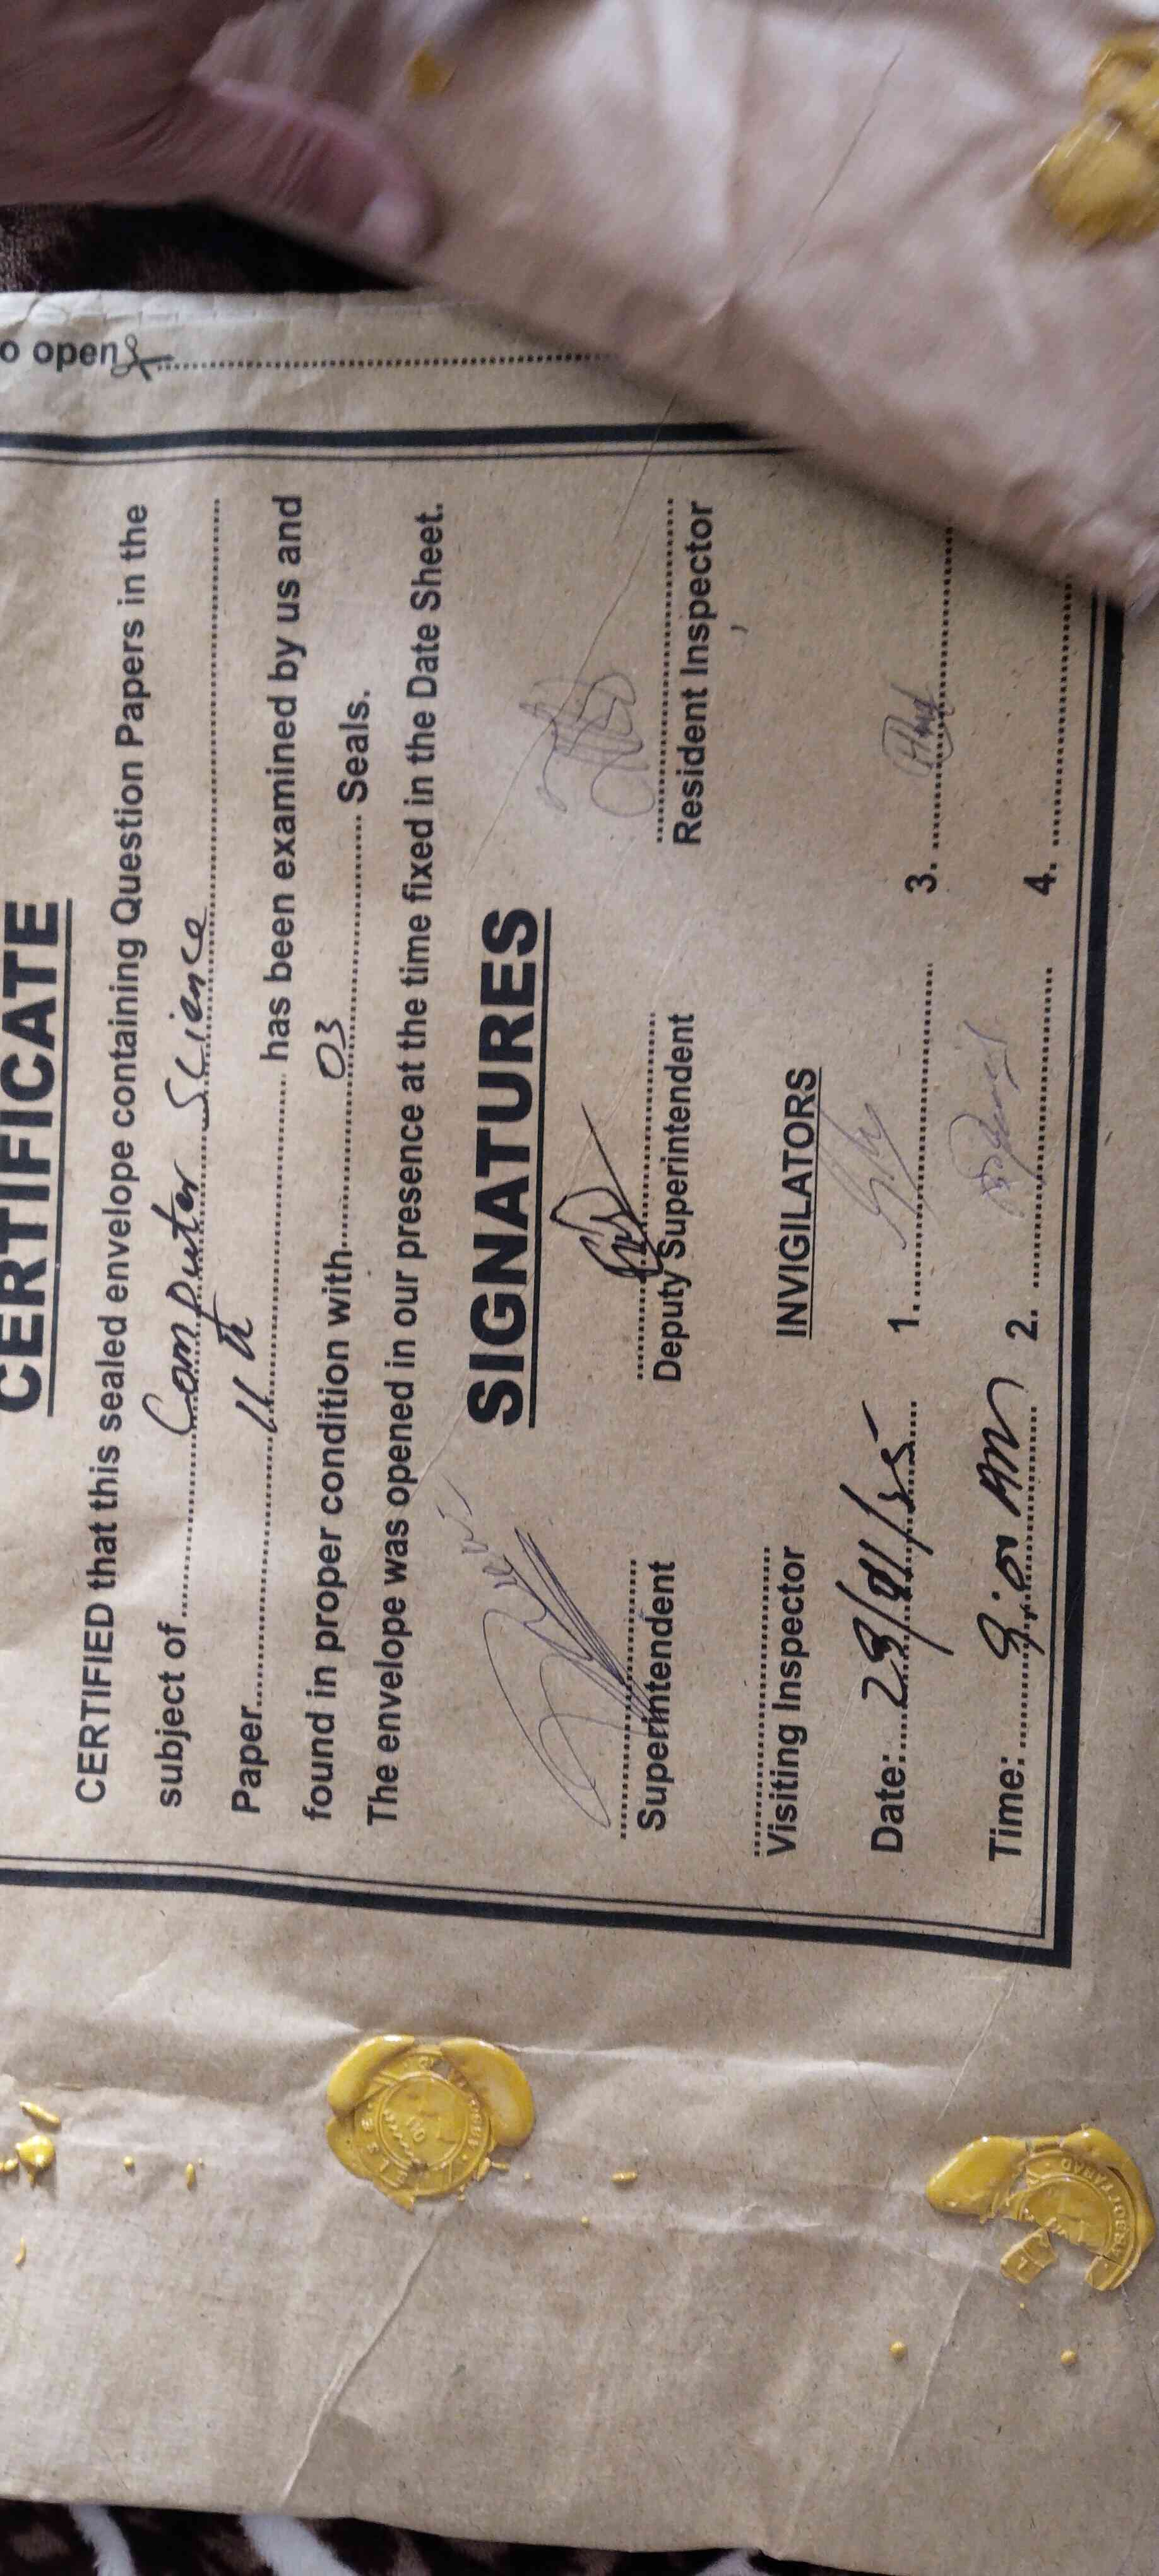 o open
CERTIFICATE
CERTIFIED that this sealed envelope containing Question Papers in the
subject of Computer Science
Paper 11th has been examined by us and
found in proper condition with 03 Seals.
The envelope was opened in our presence at the time fixed in the Date Sheet.
SIGNATURES
Superintendent Deputy Superintendent Resident Inspector
Visiting Inspector INVIGILATORS
Date: 1. 3.
Time: 9:00 AM 2. 4.